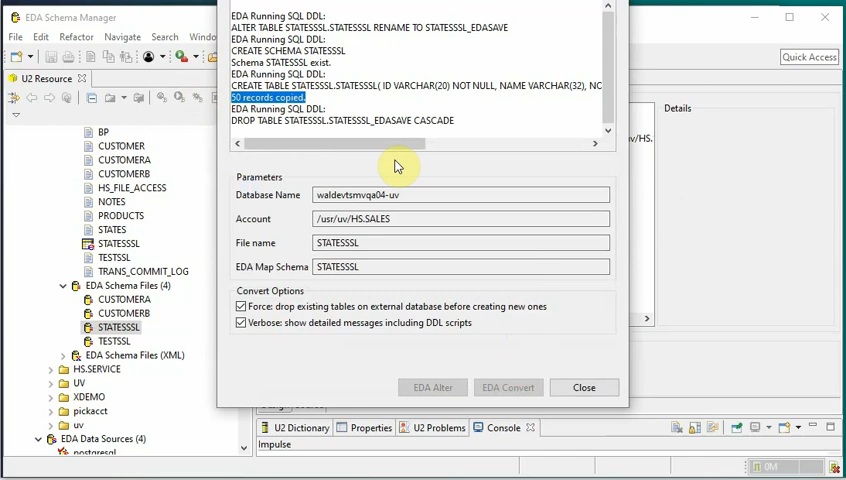 EDA Schema Manager
File Edit Refactor Navigate Search
Quick Access
U2 Resource
BP
CUSTOMER
CUSTOMERA
CUSTOMERB
HS_FILE_ACCESS
NOTES
PRODUCTS
STATES
STATESSSL
TESTSSL
TRANS_COMMIT_LOG
EDA Schema Files (4)
CUSTOMERA
CUSTOMERB
STATESSSL
TESTSSL
EDA Schema Files (XML)
HS.SERVICE
UV
XDEMO
pickacct
uv
EDA Data Sources (4)
postgresql
EDA Running SQL DDL:
ALTER TABLE STATESSSL.STATESSSL RENAME TO STATESSSL_EDASAVE
EDA Running SQL DDL:
CREATE SCHEMA STATESSSL
Schema STATESSSL exist.
EDA Running SQL DDL:
CREATE TABLE STATESSSL.STATESSSL( ID VARCHAR(20) NOT NULL, NAME VARCHAR(32), NO
50 records copied.
EDA Running SQL DDL:
DROP TABLE STATESSSL.STATESSSL_EDASAVE CASCADE
Parameters
Database Name waldevtsmvqa04-uv
Account /usr/uv/HS.SALES
File name STATESSSL
EDA Map Schema STATESSSL
Convert Options
Force: drop existing tables on external database before creating new ones
Verbose: show detailed messages including DDL scripts
EDA Alter EDA Convert Close
Details
v/HS.
U2 Dictionary Properties U2 Problems Console
Impulse
0M